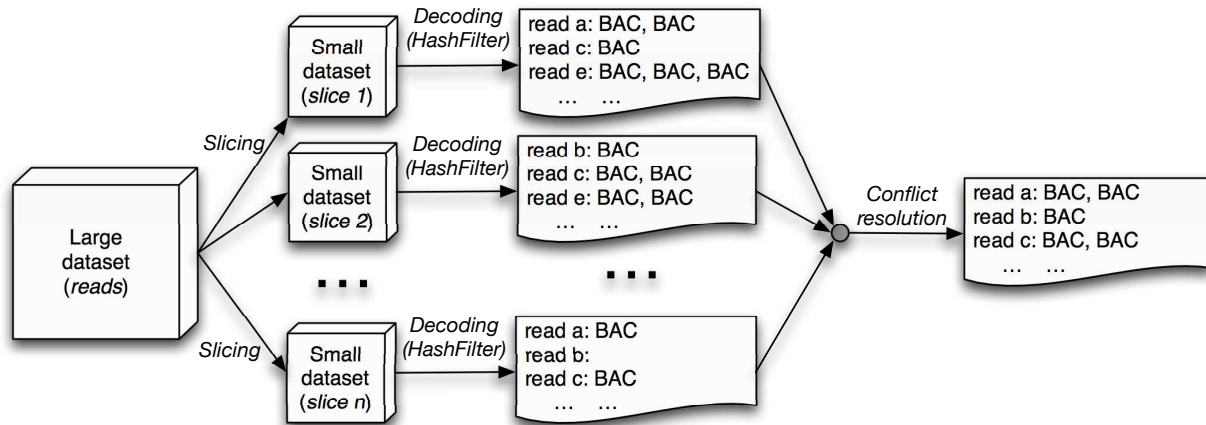 Large
dataset
(reads)
Slicing
Slicing
Small
dataset
(slice 1)
Decoding
(HashFilter)
read a: BAC, BAC
read c: BAC
read e: BAC, BAC, BAC
... ...
Small
dataset
(slice 2)
Decoding
(HashFilter)
read b: BAC
read c: BAC, BAC
read e: BAC, BAC
... ...
...
...
Small
dataset
(slice n)
Decoding
(HashFilter)
read a: BAC
read b:
read c: BAC
... ...
Conflict
resolution
read a: BAC, BAC
read b: BAC
read c: BAC, BAC
... ...